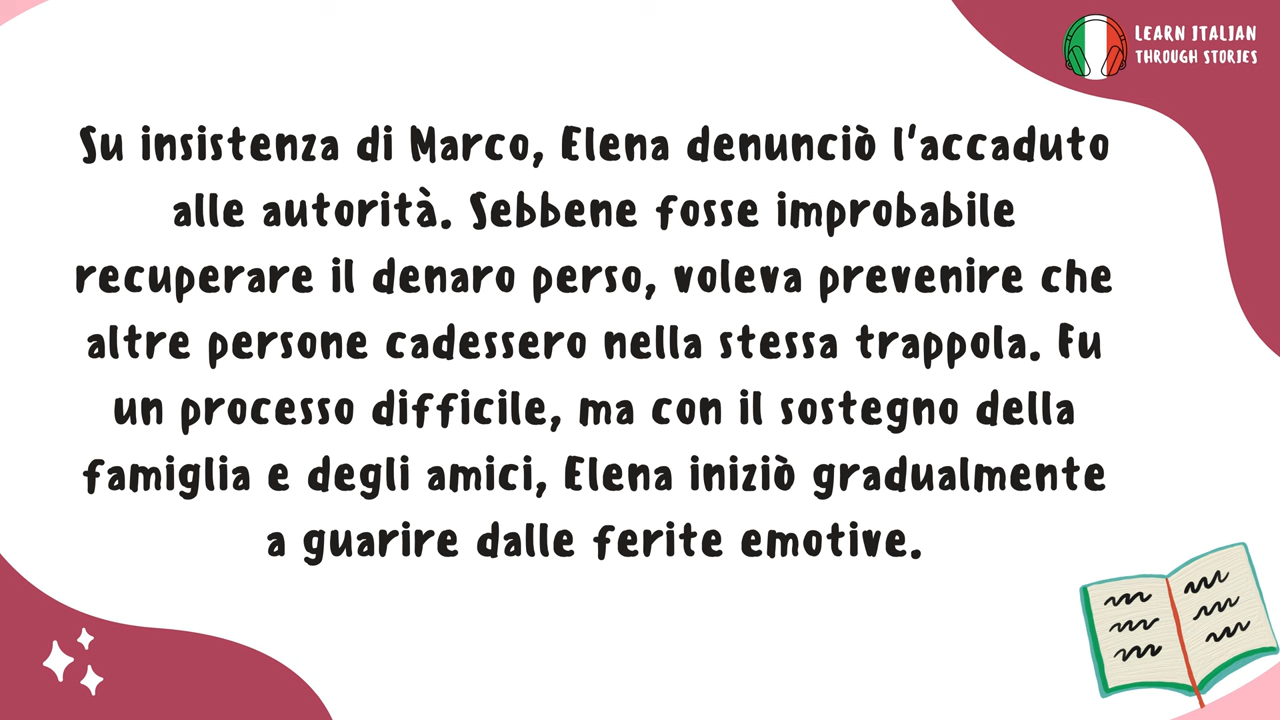 LEARN ITALIAN
THROUGH STORIES
Su insistenza di Marco, Elena denunciò l'accaduto
alle autorità. Sebbene fosse improbabile
recuperare il denaro perso, voleva prevenire che
altre persone cadessero nella stessa trappola. Fu
un processo difficile, ma con il sostegno della
famiglia e degli amici, Elena iniziò gradualmente
a guarire dalle ferite emotive.